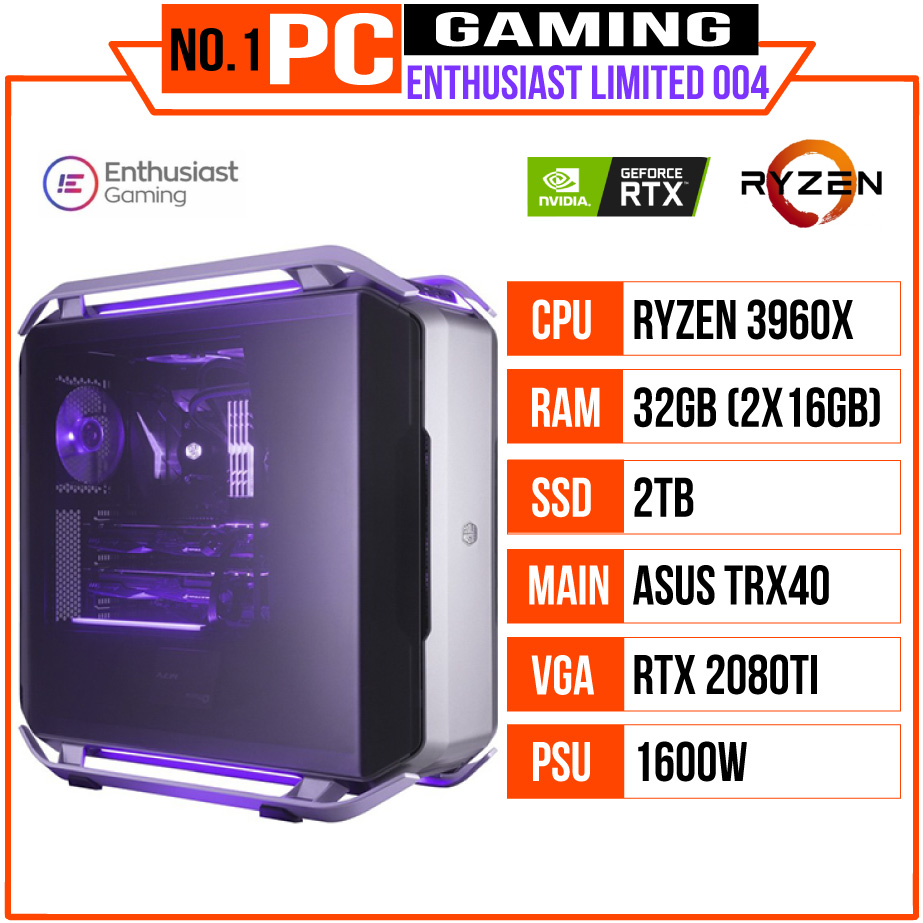 NO.1 PC GAMING
ENTHUSIAST LIMITED 004
Enthusiast
Gaming
NVIDIA.
GEFORCE
RTX™
RYZEN
CPU RYZEN 3960X
RAM 32GB (2X16GB)
SSD 2TB
MAIN ASUS TRX40
VGA RTX 2080TI
PSU 1600W